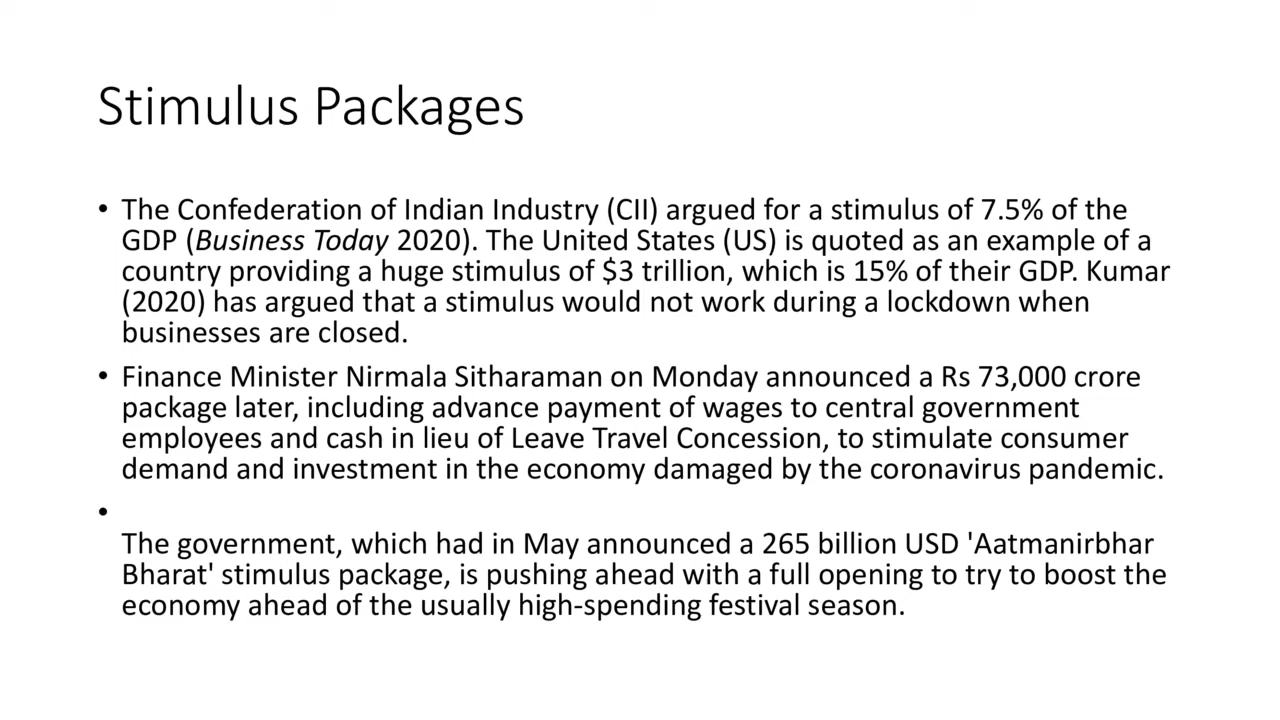 Stimulus Packages
• The Confederation of Indian Industry (CII) argued for a stimulus of 7.5% of the
GDP (Business Today 2020). The United States (US) is quoted as an example of a
country providing a huge stimulus of $3 trillion, which is 15% of their GDP. Kumar
(2020) has argued that a stimulus would not work during a lockdown when
businesses are closed.
• Finance Minister Nirmala Sitharaman on Monday announced a Rs 73,000 crore
package later, including advance payment of wages to central government
employees and cash in lieu of Leave Travel Concession, to stimulate consumer
demand and investment in the economy damaged by the coronavirus pandemic.
•
The government, which had in May announced a 265 billion USD 'Aatmanirbhar
Bharat' stimulus package, is pushing ahead with a full opening to try to boost the
economy ahead of the usually high-spending festival season.